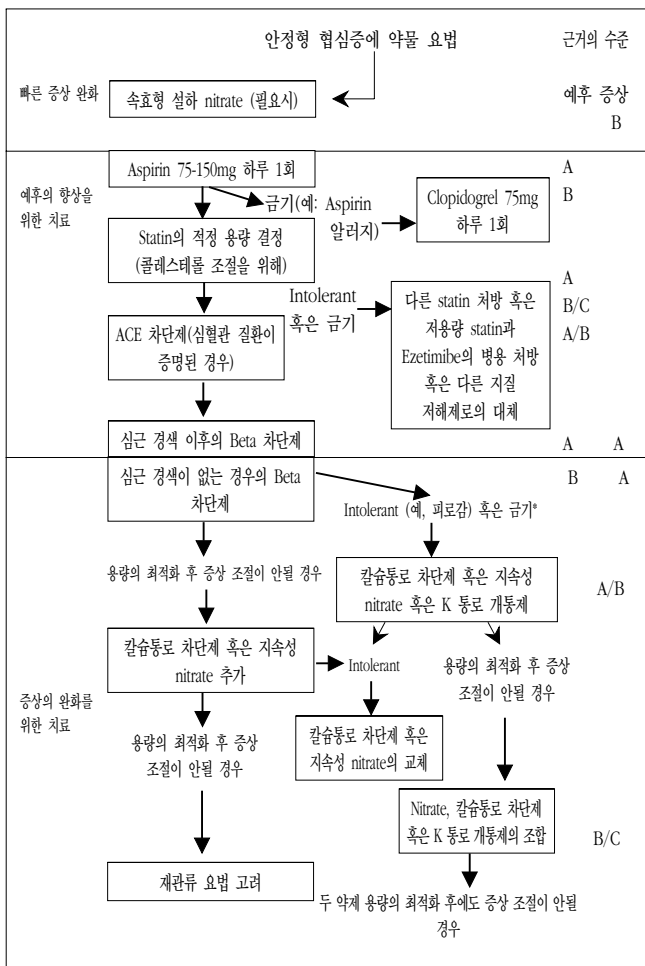 안정형 협심증에 약물 요법
근거의 수준
빠른 증상 완화
속효형 설하 nitrate (필요시)
예후 증상
B
Aspirin 75-150mg 하루 1회
A
예후의 향상을
위한 치료
금기(예: Aspirin
알러지)
Clopidogrel 75mg
하루 1회
B
Statin의 적정 용량 결정
(콜레스테롤 조절을 위해)
Intolerant
혹은 금기
다른 statin 처방 혹은
저용량 statin과
Ezetimibe의 병용 처방
혹은 다른 지질
저해제로의 대체
A
B/C
A/B
ACE 차단제(심혈관 질환이
증명된 경우)
심근 경색 이후의 Beta 차단제
A A
심근 경색이 없는 경우의 Beta
차단제
B A
Intolerant (예, 피로감) 혹은 금기*
용량의 최적화 후 증상 조절이 안될 경우
칼슘통로 차단제 혹은 지속성
nitrate 혹은 K 통로 개통제
A/B
칼슘통로 차단제 혹은 지속성
nitrate 추가
Intolerant
용량의 최적화 후 증상
조절이 안될 경우
증상의 완화를
위한 치료
용량의 최적화 후 증상
조절이 안될 경우
칼슘통로 차단제 혹은
지속성 nitrate의 교체
Nitrate, 칼슘통로 차단제
혹은 K 통로 개통제의 조합
B/C
재관류 요법 고려
두 약제 용량의 최적화 후에도 증상 조절이 안될
경우